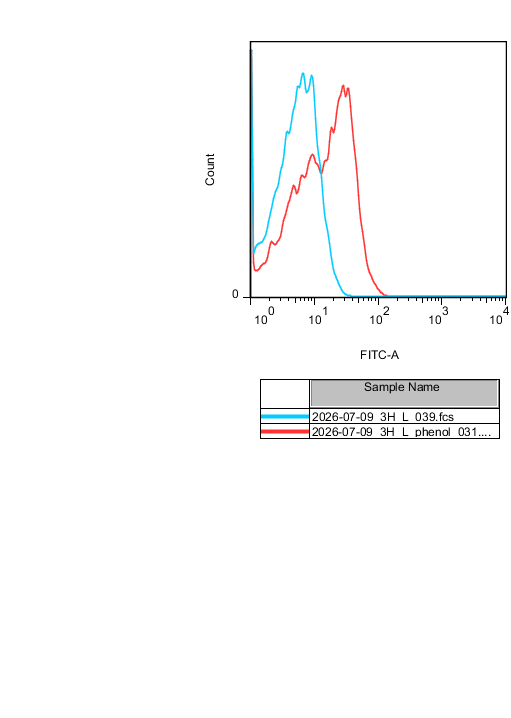 Count
0
10^0 10^1 10^2 10^3 10^4
FITC-A
Sample Name
2026-07-09_3H_L_039.fcs
2026-07-09_3H_L_phenol_031....